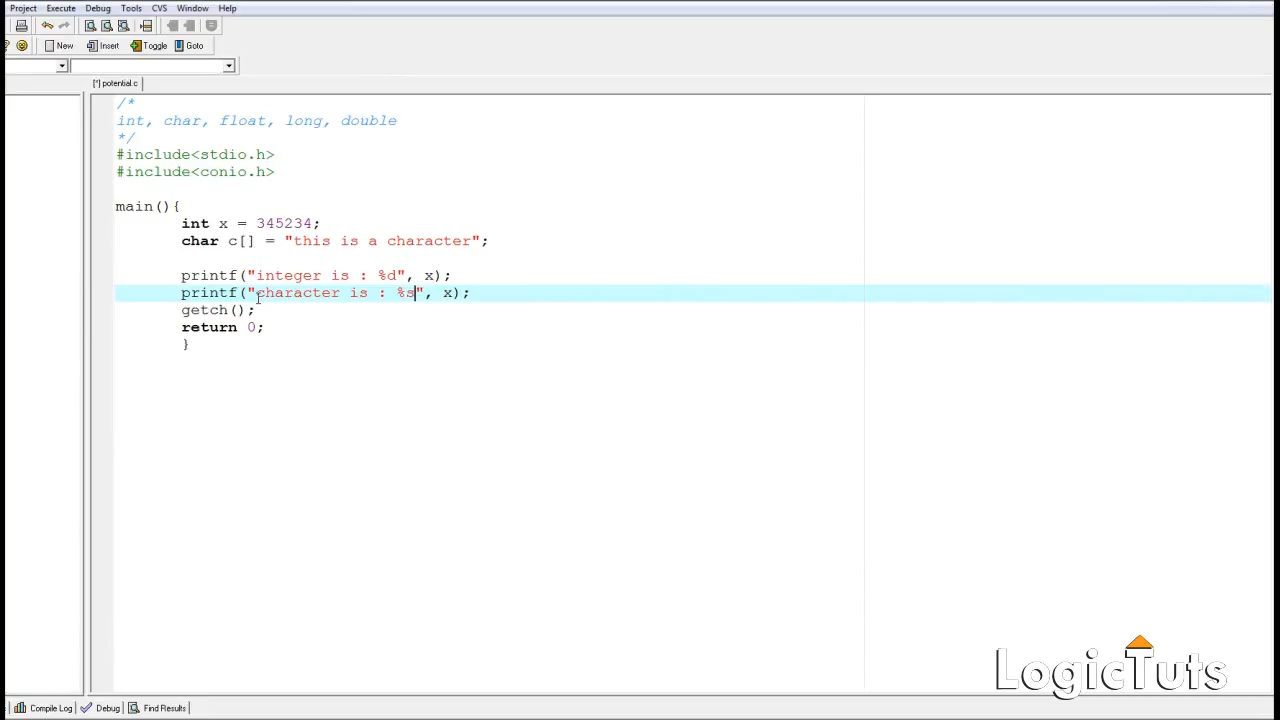 Project Execute Debug Tools CVS Window Help
New Insert Toggle Goto
[*] potential.c
/*
int, char, float, long, double
*/
#include<stdio.h>
#include<conio.h>
main(){
int x = 345234;
char c[] = "this is a character";
printf("integer is : %d", x);
printf("character is : %s", x);
getch();
return 0;
}
LogicTuts
Compile Log Debug Find Results